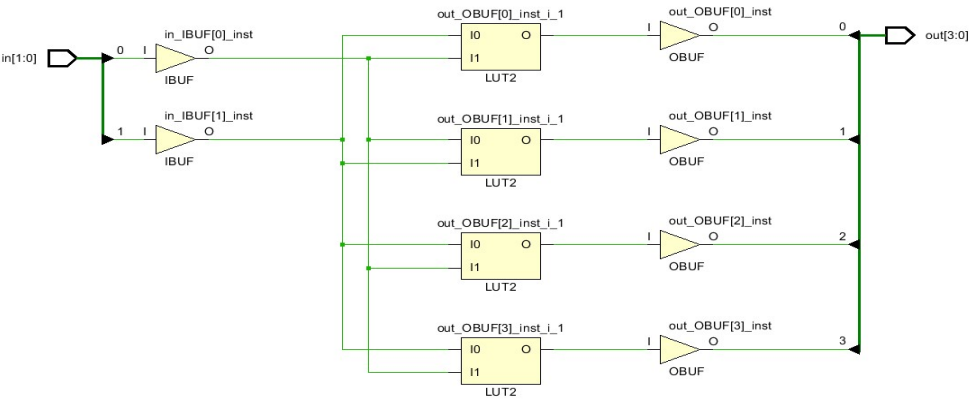 in[1:0]
0
I
in_IBUF[0]_inst
O
IBUF
1
I
in_IBUF[1]_inst
O
IBUF
out_OBUF[0]_inst_i_1
I0
O
I1
LUT2
out_OBUF[0]_inst
I
O
OBUF
0
out[3:0]
out_OBUF[1]_inst_i_1
I0
O
I1
LUT2
out_OBUF[1]_inst
I
O
OBUF
1
out_OBUF[2]_inst_i_1
I0
O
I1
LUT2
out_OBUF[2]_inst
I
O
OBUF
2
out_OBUF[3]_inst_i_1
I0
O
I1
LUT2
out_OBUF[3]_inst
I
O
OBUF
3